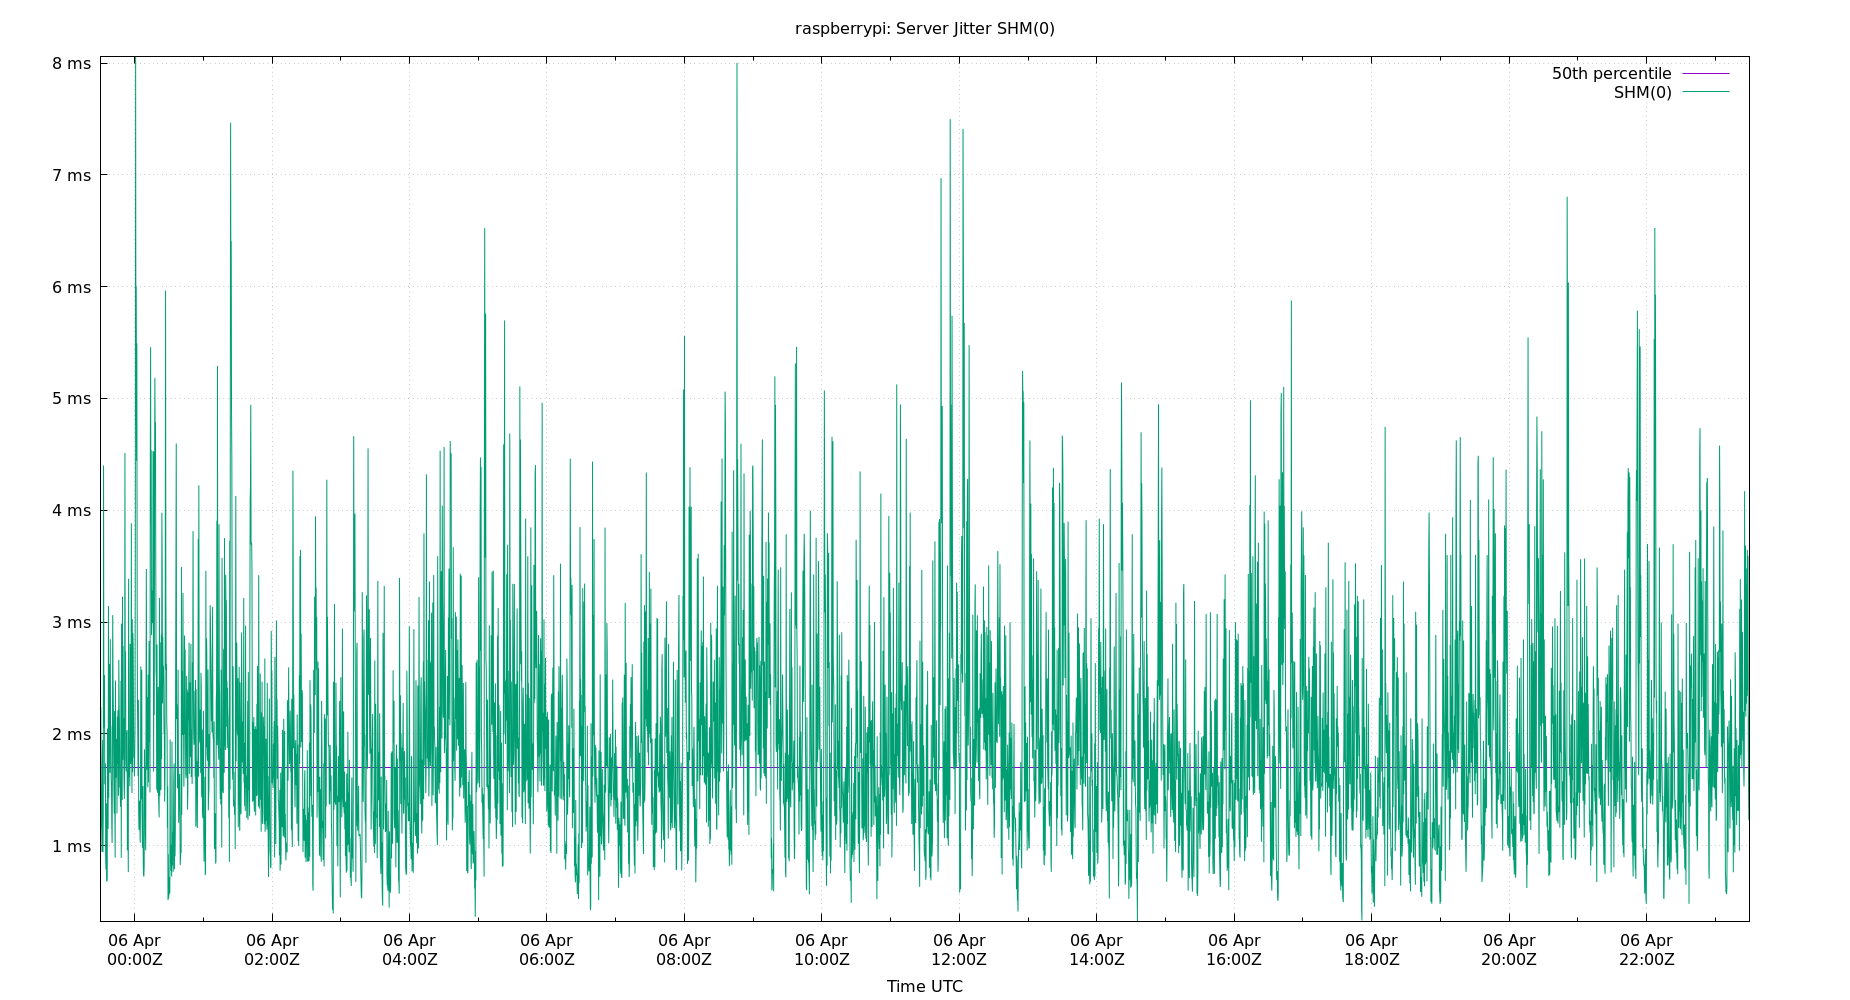 raspberrypi: Server Jitter SHM(0)
50th percentile
SHM(0)
8 ms
7 ms
6 ms
5 ms
4 ms
3 ms
2 ms
1 ms
06 Apr 06 Apr 06 Apr 06 Apr 06 Apr 06 Apr 06 Apr 06 Apr 06 Apr 06 Apr 06 Apr 06 Apr
00:00Z 02:00Z 04:00Z 06:00Z 08:00Z 10:00Z 12:00Z 14:00Z 16:00Z 18:00Z 20:00Z 22:00Z
Time UTC